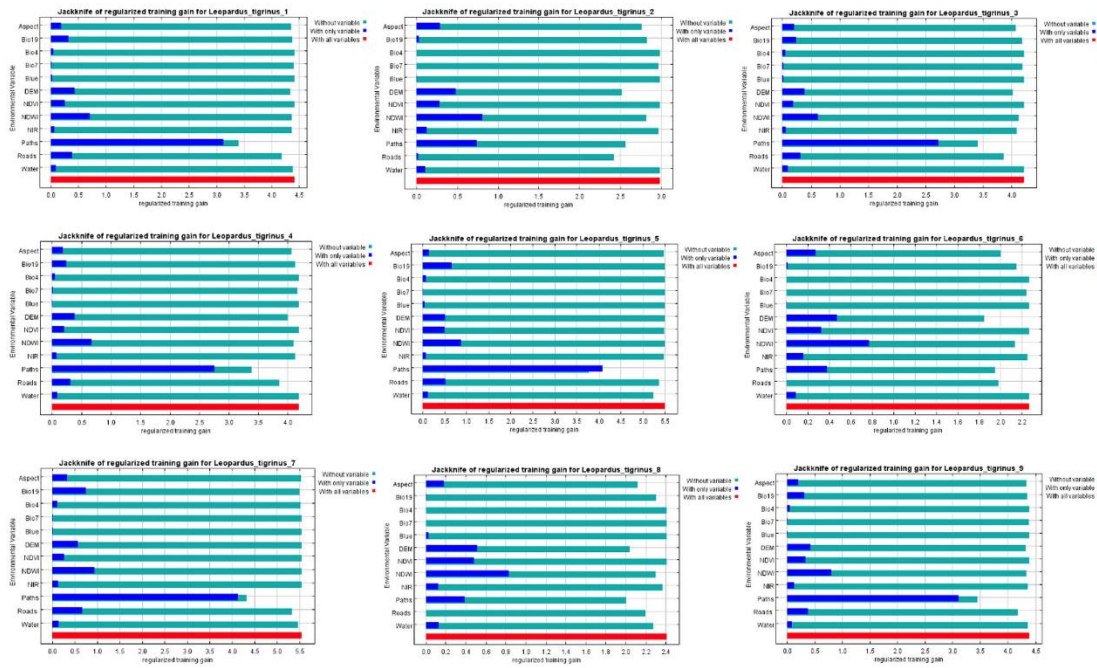 Jackknife of regularized training gain for Leopardus_tigrinus_1
Environmental Variable
Aspect
Bio19
Bio4
Bio7
Blue
DEM
NDVI
NDWI
NIR
Paths
Roads
Water
0.0 0.5 1.0 1.5 2.0 2.5 3.0 3.5 4.0 4.5
regularized training gain
Without variable
With only variable
With all variables
Jackknife of regularized training gain for Leopardus_tigrinus_2
Environmental Variable
Aspect
Bio19
Bio4
Bio7
Blue
DEM
NDVI
NDWI
NIR
Paths
Roads
Water
0.0 0.5 1.0 1.5 2.0 2.5 3.0
regularized training gain
Without variable
With only variable
With all variables
Jackknife of regularized training gain for Leopardus_tigrinus_3
Environmental Variable
Aspect
Bio19
Bio4
Bio7
Blue
DEM
NDVI
NDWI
NIR
Paths
Roads
Water
0.0 0.5 1.0 1.5 2.0 2.5 3.0 3.5 4.0
regularized training gain
Without variable
With only variable
With all variables
Jackknife of regularized training gain for Leopardus_tigrinus_4
Environmental Variable
Aspect
Bio19
Bio4
Bio7
Blue
DEM
NDVI
NDWI
NIR
Paths
Roads
Water
0.0 0.5 1.0 1.5 2.0 2.5 3.0 3.5 4.0
regularized training gain
Without variable
With only variable
With all variables
Jackknife of regularized training gain for Leopardus_tigrinus_5
Environmental Variable
Aspect
Bio19
Bio4
Bio7
Blue
DEM
NDVI
NDWI
NIR
Paths
Roads
Water
0.0 0.5 1.0 1.5 2.0 2.5 3.0 3.5 4.0 4.5 5.0 5.5
regularized training gain
Without variable
With only variable
With all variables
Jackknife of regularized training gain for Leopardus_tigrinus_6
Environmental Variable
Aspect
Bio19
Bio4
Bio7
Blue
DEM
NDVI
NDWI
NIR
Paths
Roads
Water
0.0 0.2 0.4 0.6 0.8 1.0 1.2 1.4 1.6 1.8 2.0 2.2
regularized training gain
Without variable
With only variable
With all variables
Jackknife of regularized training gain for Leopardus_tigrinus_7
Environmental Variable
Aspect
Bio19
Bio4
Bio7
Blue
DEM
NDVI
NDWI
NIR
Paths
Roads
Water
0.0 0.5 1.0 1.5 2.0 2.5 3.0 3.5 4.0 4.5 5.0 5.5
regularized training gain
Without variable
With only variable
With all variables
Jackknife of regularized training gain for Leopardus_tigrinus_8
Environmental Variable
Aspect
Bio19
Bio4
Bio7
Blue
DEM
NDVI
NDWI
NIR
Paths
Roads
Water
0.0 0.2 0.4 0.6 0.8 1.0 1.2 1.4 1.6 1.8 2.0 2.2 2.4
regularized training gain
Without variable
With only variable
With all variables
Jackknife of regularized training gain for Leopardus_tigrinus_9
Environmental Variable
Aspect
Bio19
Bio4
Bio7
Blue
DEM
NDVI
NDWI
NIR
Paths
Roads
Water
0.0 0.5 1.0 1.5 2.0 2.5 3.0 3.5 4.0 4.5
regularized training gain
Without variable
With only variable
With all variables